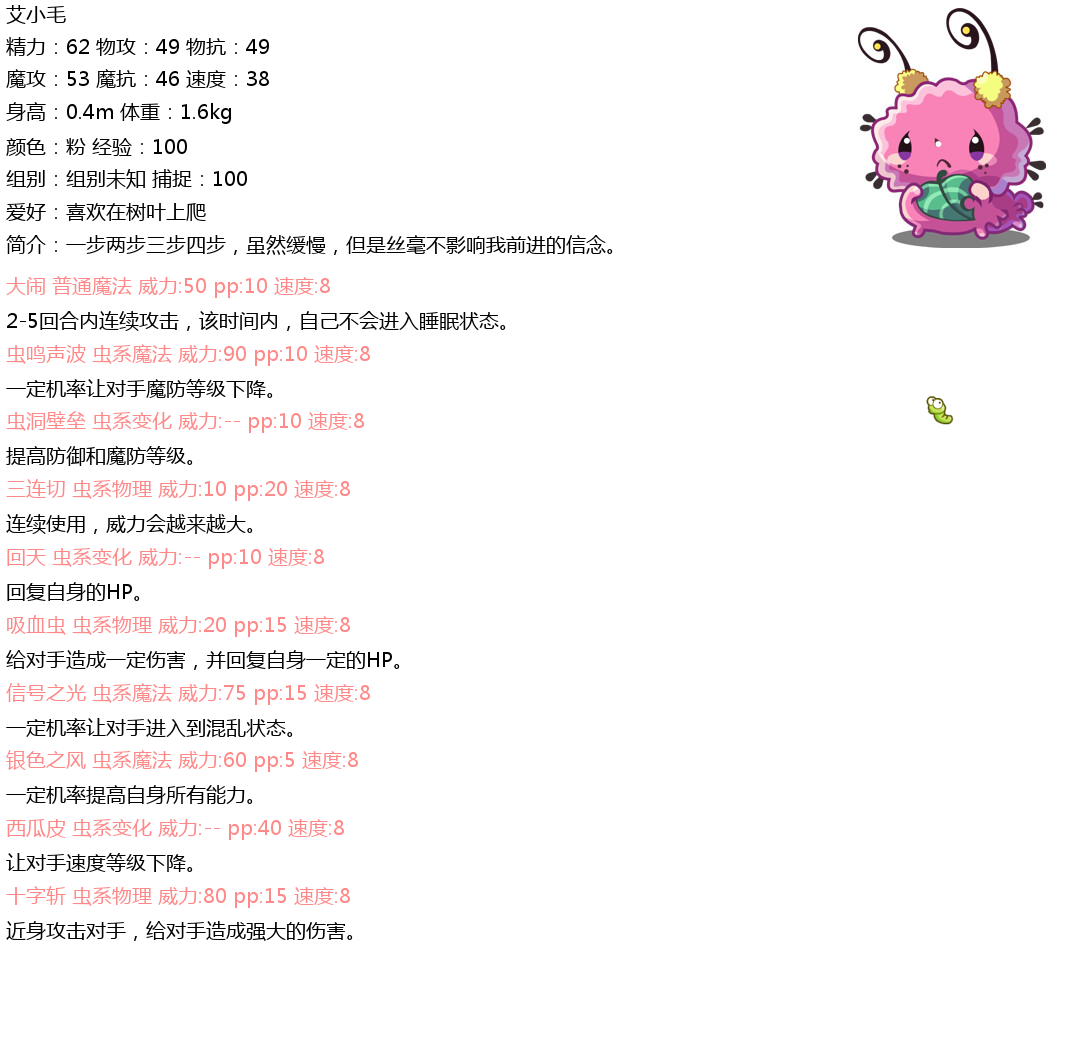 艾小毛
精力：62 物攻：49 物抗：49
魔攻：53 魔抗：46 速度：38
身高：0.4m 体重：1.6kg
颜色：粉 经验：100
组别：组别未知 捕捉：100
爱好：喜欢在树叶上爬
简介：一步两步三步四步，虽然缓慢，但是丝毫不影响我前进的信念。
大闹 普通魔法 威力:50 pp:10 速度:8
2-5回合内连续攻击，该时间内，自己不会进入睡眠状态。
虫鸣声波 虫系魔法 威力:90 pp:10 速度:8
一定机率让对手魔防等级下降。
虫洞壁垒 虫系变化 威力:-- pp:10 速度:8
提高防御和魔防等级。
三连切 虫系物理 威力:10 pp:20 速度:8
连续使用，威力会越来越大。
回天 虫系变化 威力:-- pp:10 速度:8
回复自身的HP。
吸血虫 虫系物理 威力:20 pp:15 速度:8
给对手造成一定伤害，并回复自身一定的HP。
信号之光 虫系魔法 威力:75 pp:15 速度:8
一定机率让对手进入到混乱状态。
银色之风 虫系魔法 威力:60 pp:5 速度:8
一定机率提高自身所有能力。
西瓜皮 虫系变化 威力:-- pp:40 速度:8
让对手速度等级下降。
十字斩 虫系物理 威力:80 pp:15 速度:8
近身攻击对手，给对手造成强大的伤害。